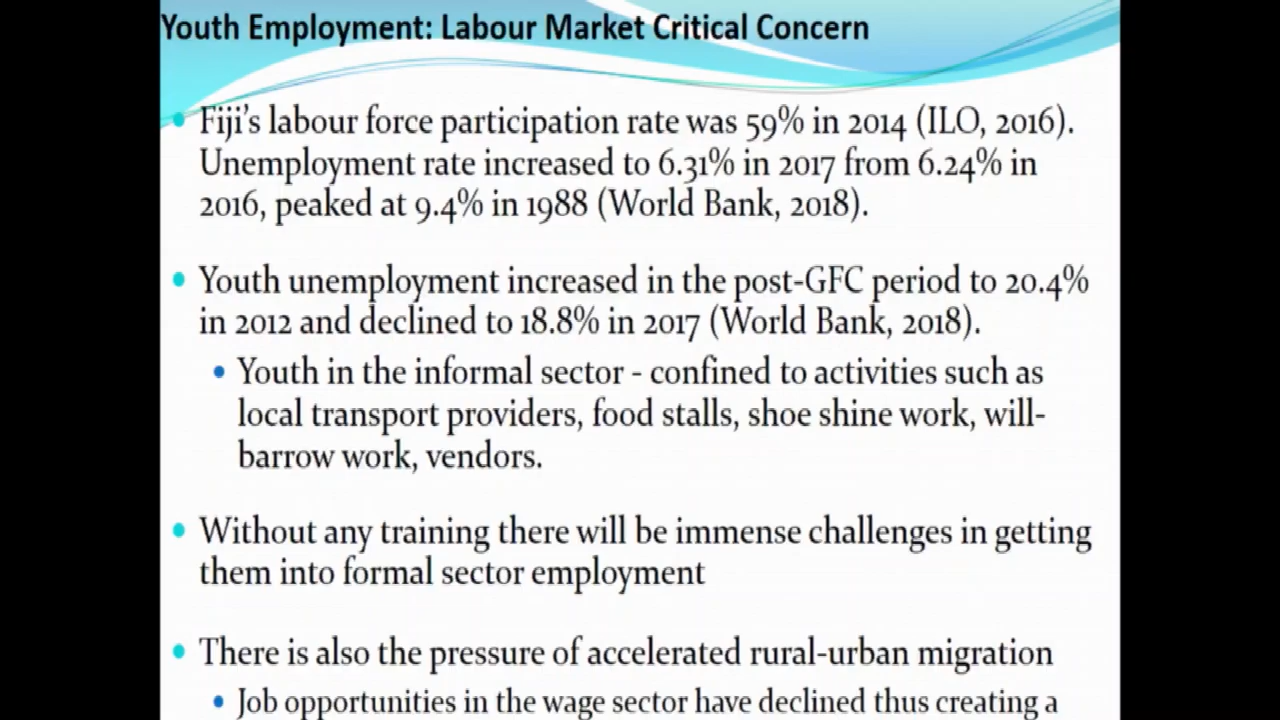 Youth Employment: Labour Market Critical Concern
• Fiji's labour force participation rate was 59% in 2014 (ILO, 2016).
Unemployment rate increased to 6.31% in 2017 from 6.24% in
2016, peaked at 9.4% in 1988 (World Bank, 2018).
• Youth unemployment increased in the post-GFC period to 20.4%
in 2012 and declined to 18.8% in 2017 (World Bank, 2018).
• Youth in the informal sector - confined to activities such as
local transport providers, food stalls, shoe shine work, will-
barrow work, vendors.
• Without any training there will be immense challenges in getting
them into formal sector employment
• There is also the pressure of accelerated rural-urban migration
• Job opportunities in the wage sector have declined thus creating a